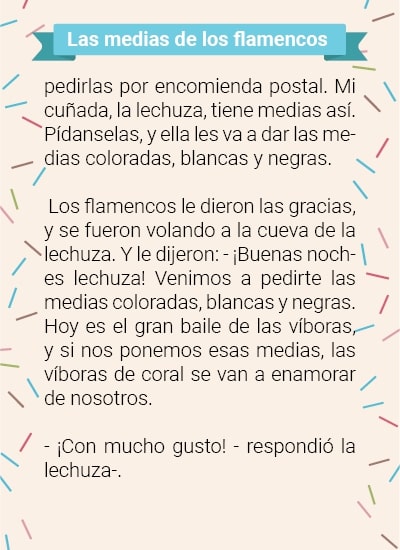 Las medias de los flamencos
pedirlas por encomienda postal. Mi
cuñada, la lechuza, tiene medias así.
Pídanselas, y ella les va a dar las me-
dias coloradas, blancas y negras.
Los flamencos le dieron las gracias,
y se fueron volando a la cueva de la
lechuza. Y le dijeron: - ¡Buenas noch-
es lechuza! Venimos a pedirte las
medias coloradas, blancas y negras.
Hoy es el gran baile de las víboras,
y si nos ponemos esas medias, las
víboras de coral se van a enamorar
de nosotros.
- ¡Con mucho gusto! - respondió la
lechuza-.